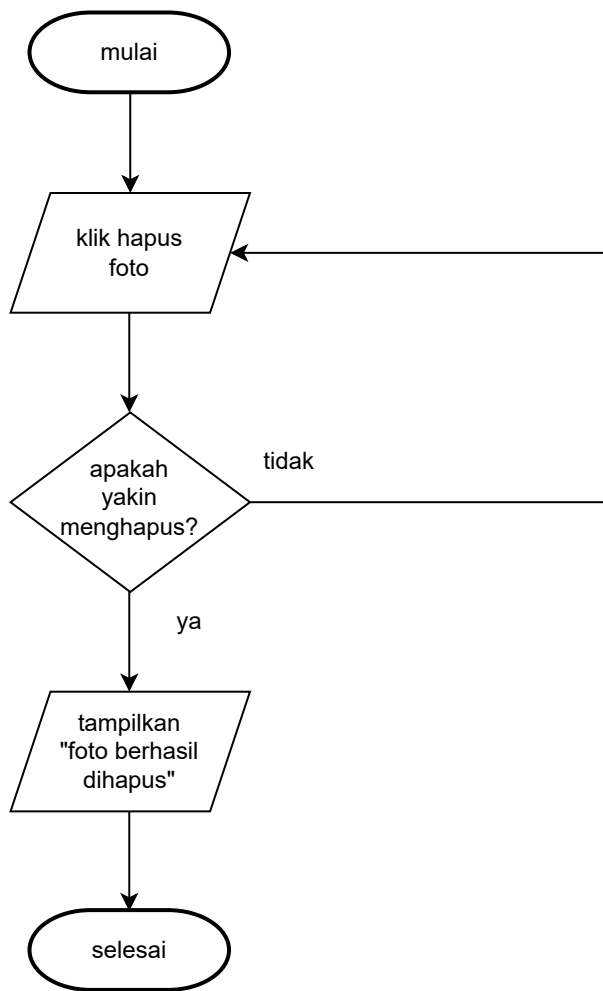 mulai
klik hapus
foto
apakah
yakin
menghapus?
tidak
ya
tampilkan
"foto berhasil
dihapus"
selesai